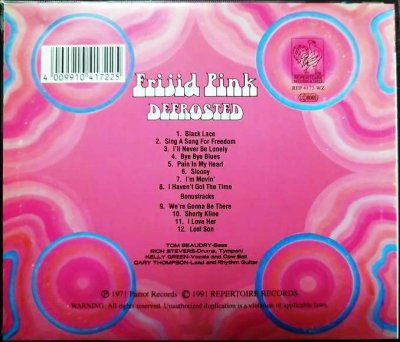 Frijid Pink
DEFROSTED
REPERTOIRE
REP 4172-WZ
4 009910 417225
1. Black Lace
2. Sing A Song For Freedom
3. I'll Never Be Lonely
4. Bye Bye Blues
5. Pain In My Heart
6. Sloony
7. I'm Movin'
8. I Haven't Got The Time
Bonustracks
9. We're Gonna Be There
10. Shorty Kline
11. I Love Her
12. Lost Son
TOM BEAUDRY-Bass
RICH STEVERS-Drums, Tympani
KELLY GREEN-Vocals and Cow Bell
GARY THOMPSON-Lead and Rhythm Guitar
℗ 1971 Parrot Records © 1991 REPERTOIRE RECORDS
WARNING: All rights reserved. Unauthorized duplication is a violation of applicable laws.